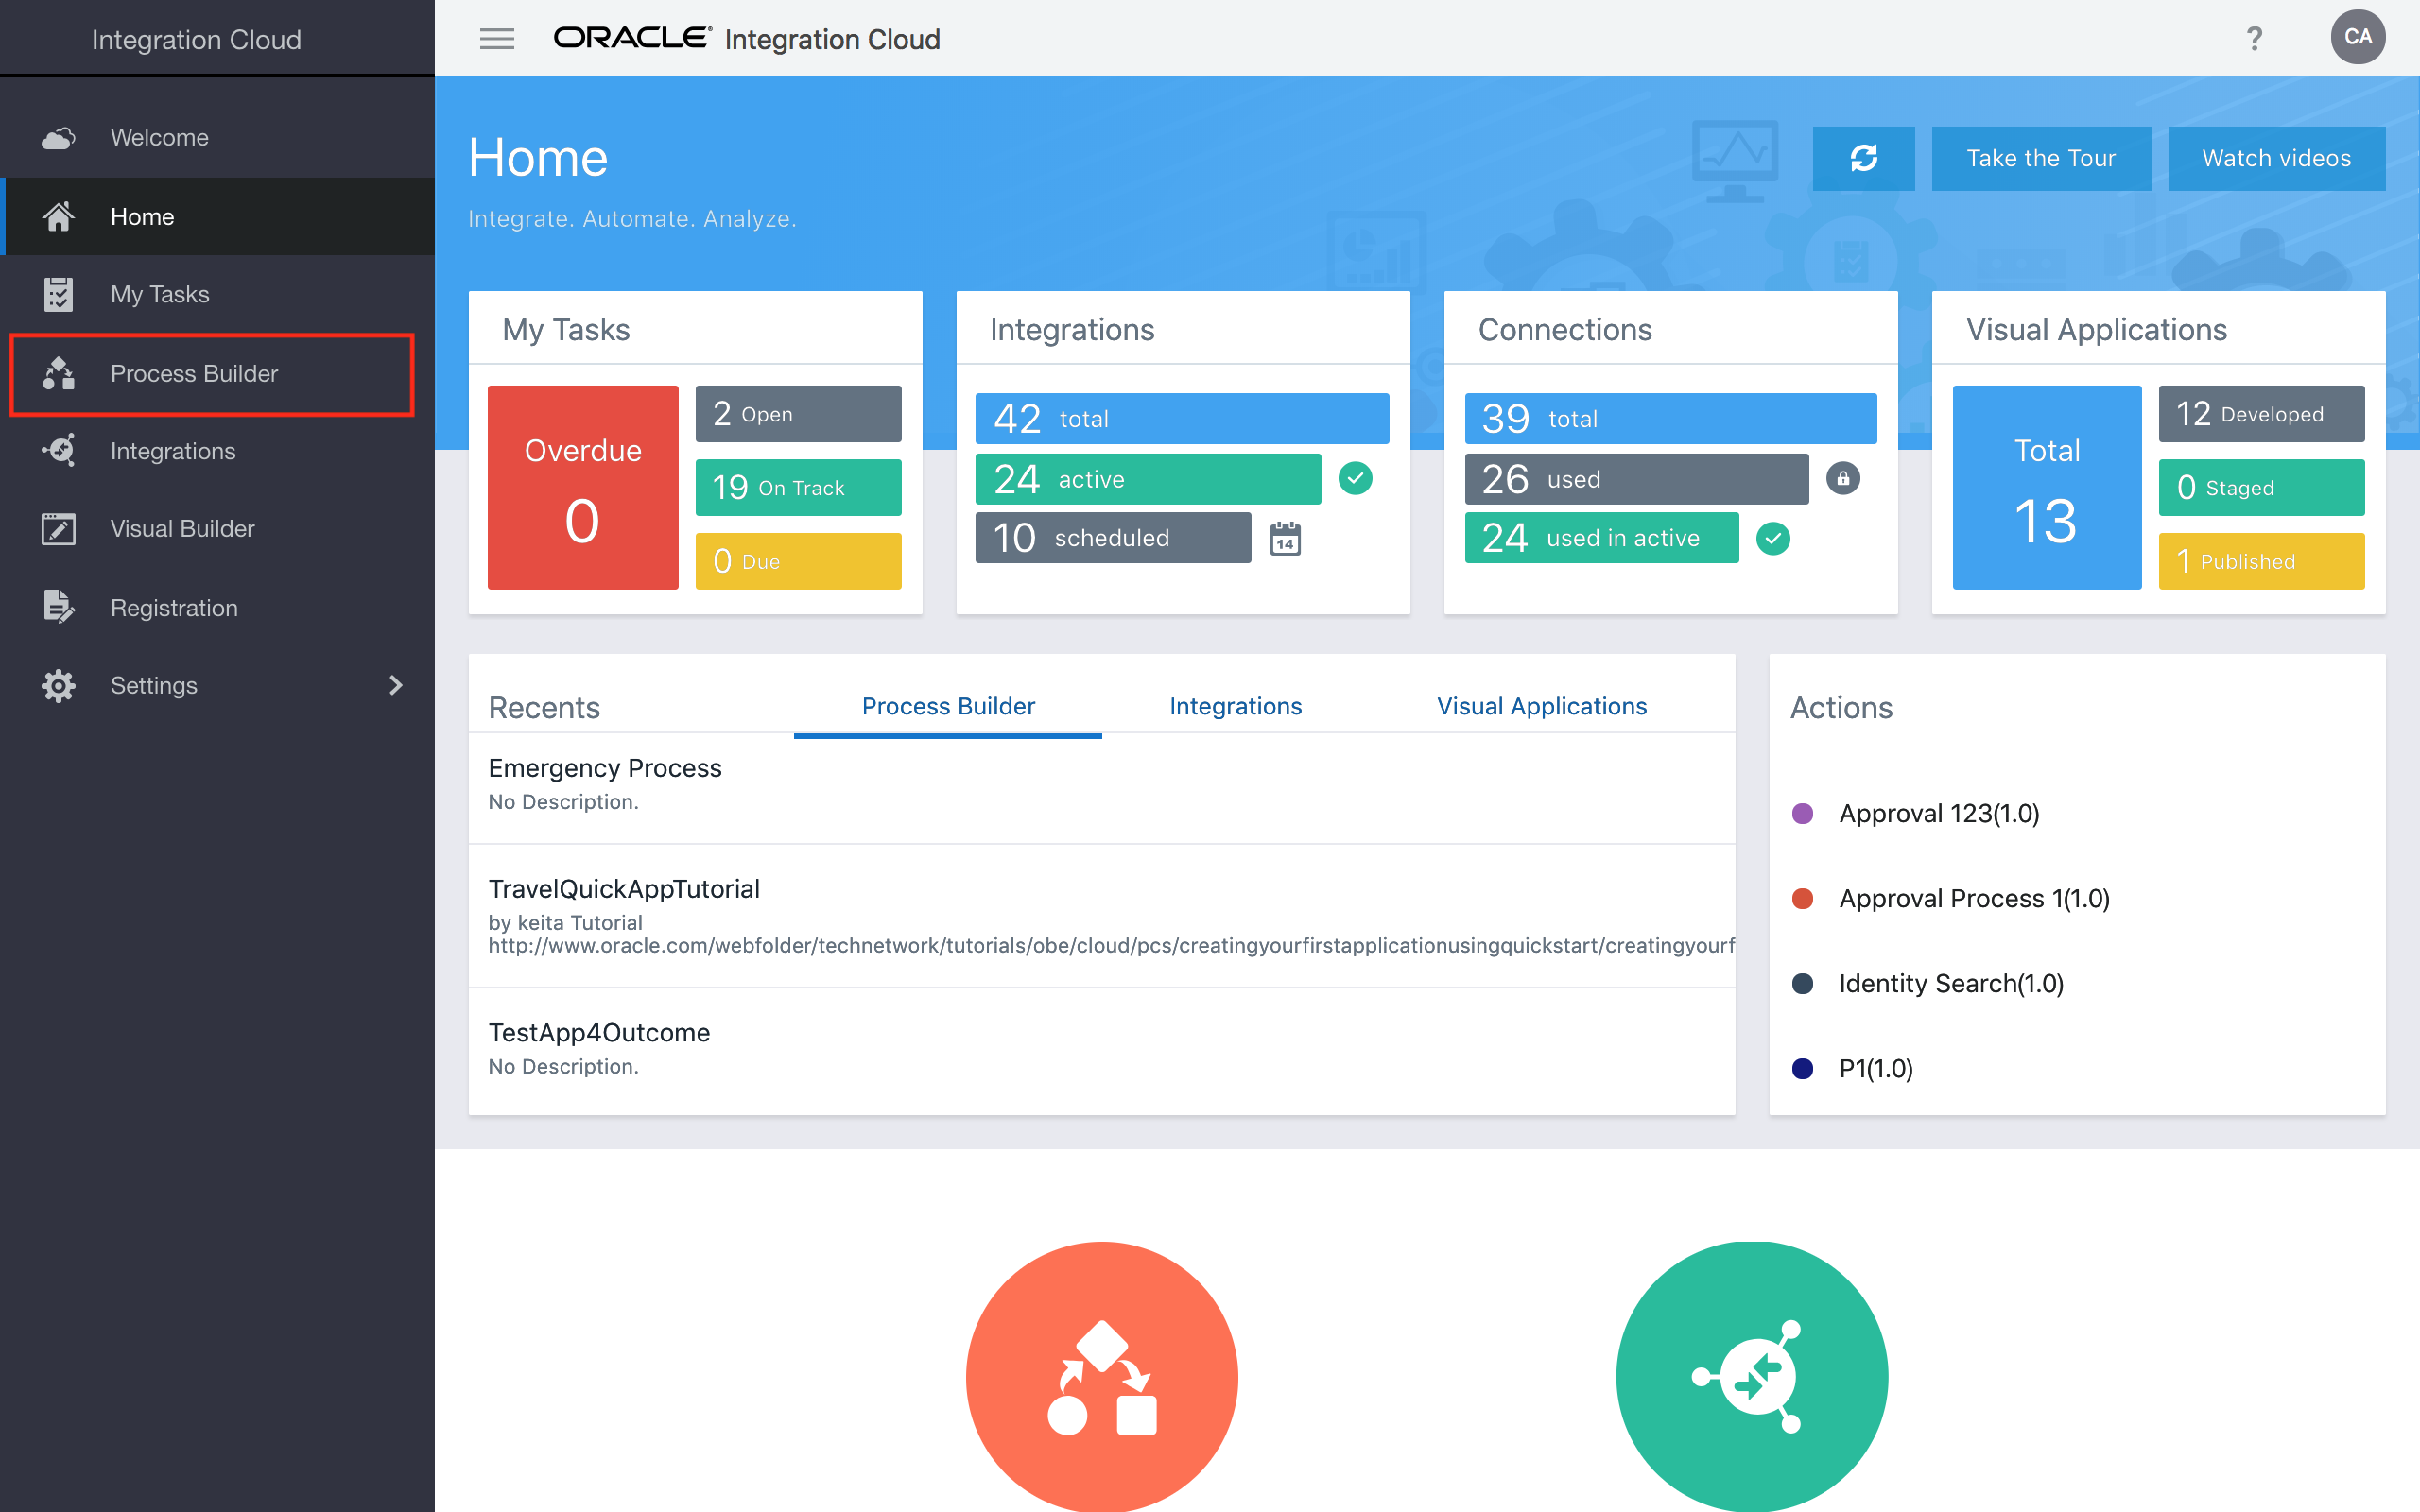 Integration Cloud
ORACLE® Integration Cloud
?
CA
Welcome
Home
My Tasks
Process Builder
Integrations
Visual Builder
Registration
Settings
Home
Integrate. Automate. Analyze.
Take the Tour
Watch videos
My Tasks
Overdue
0
2 Open
19 On Track
0 Due
Integrations
42 total
24 active
10 scheduled
14
Connections
39 total
26 used
24 used in active
Visual Applications
Total
13
12 Developed
0 Staged
1 Published
Recents
Process Builder
Integrations
Visual Applications
Emergency Process
No Description.
TravelQuickAppTutorial
by keita Tutorial
http://www.oracle.com/webfolder/technetwork/tutorials/obe/cloud/pcs/creatingyourfirstapplicationusingquickstart/creatingyourf
TestApp4Outcome
No Description.
Actions
Approval 123(1.0)
Approval Process 1(1.0)
Identity Search(1.0)
P1(1.0)